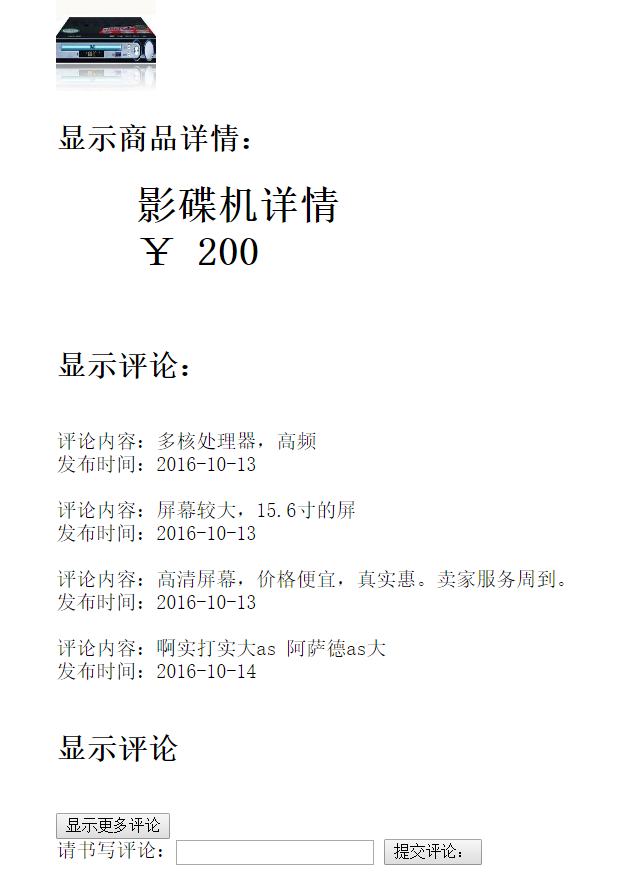 显示商品详情：
影碟机详情
￥ 200
显示评论：
评论内容：多核处理器，高频
发布时间：2016-10-13
评论内容：屏幕较大，15.6寸的屏
发布时间：2016-10-13
评论内容：高清屏幕，价格便宜，真实惠。卖家服务周到。
发布时间：2016-10-13
评论内容：啊实打实大as 阿萨德as大
发布时间：2016-10-14
显示评论
显示更多评论
请书写评论： 提交评论：